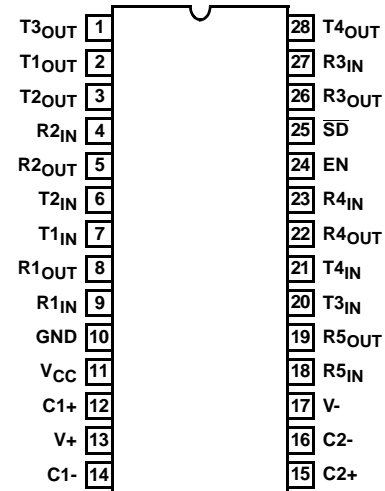 T3OUT 1 28 T4OUT
T1OUT 2 27 R3IN
T2OUT 3 26 R3OUT
R2IN 4 25 S̅D̅
R2OUT 5 24 EN
T2IN 6 23 R4IN
T1IN 7 22 R4OUT
R1OUT 8 21 T4IN
R1IN 9 20 T3IN
GND 10 19 R5OUT
VCC 11 18 R5IN
C1+ 12 17 V-
V+ 13 16 C2-
C1- 14 15 C2+